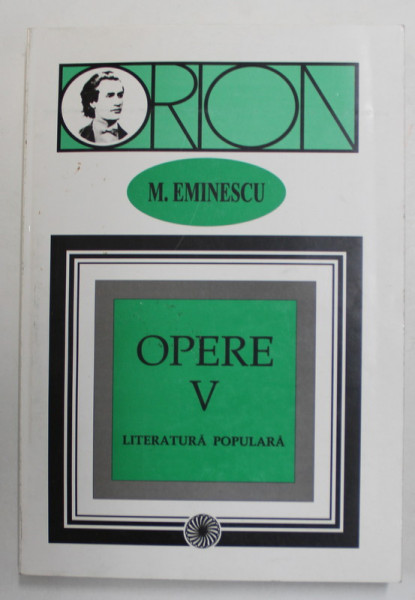 ORION
M. EMINESCU
OPERE
V
LITERATURĂ POPULARĂ